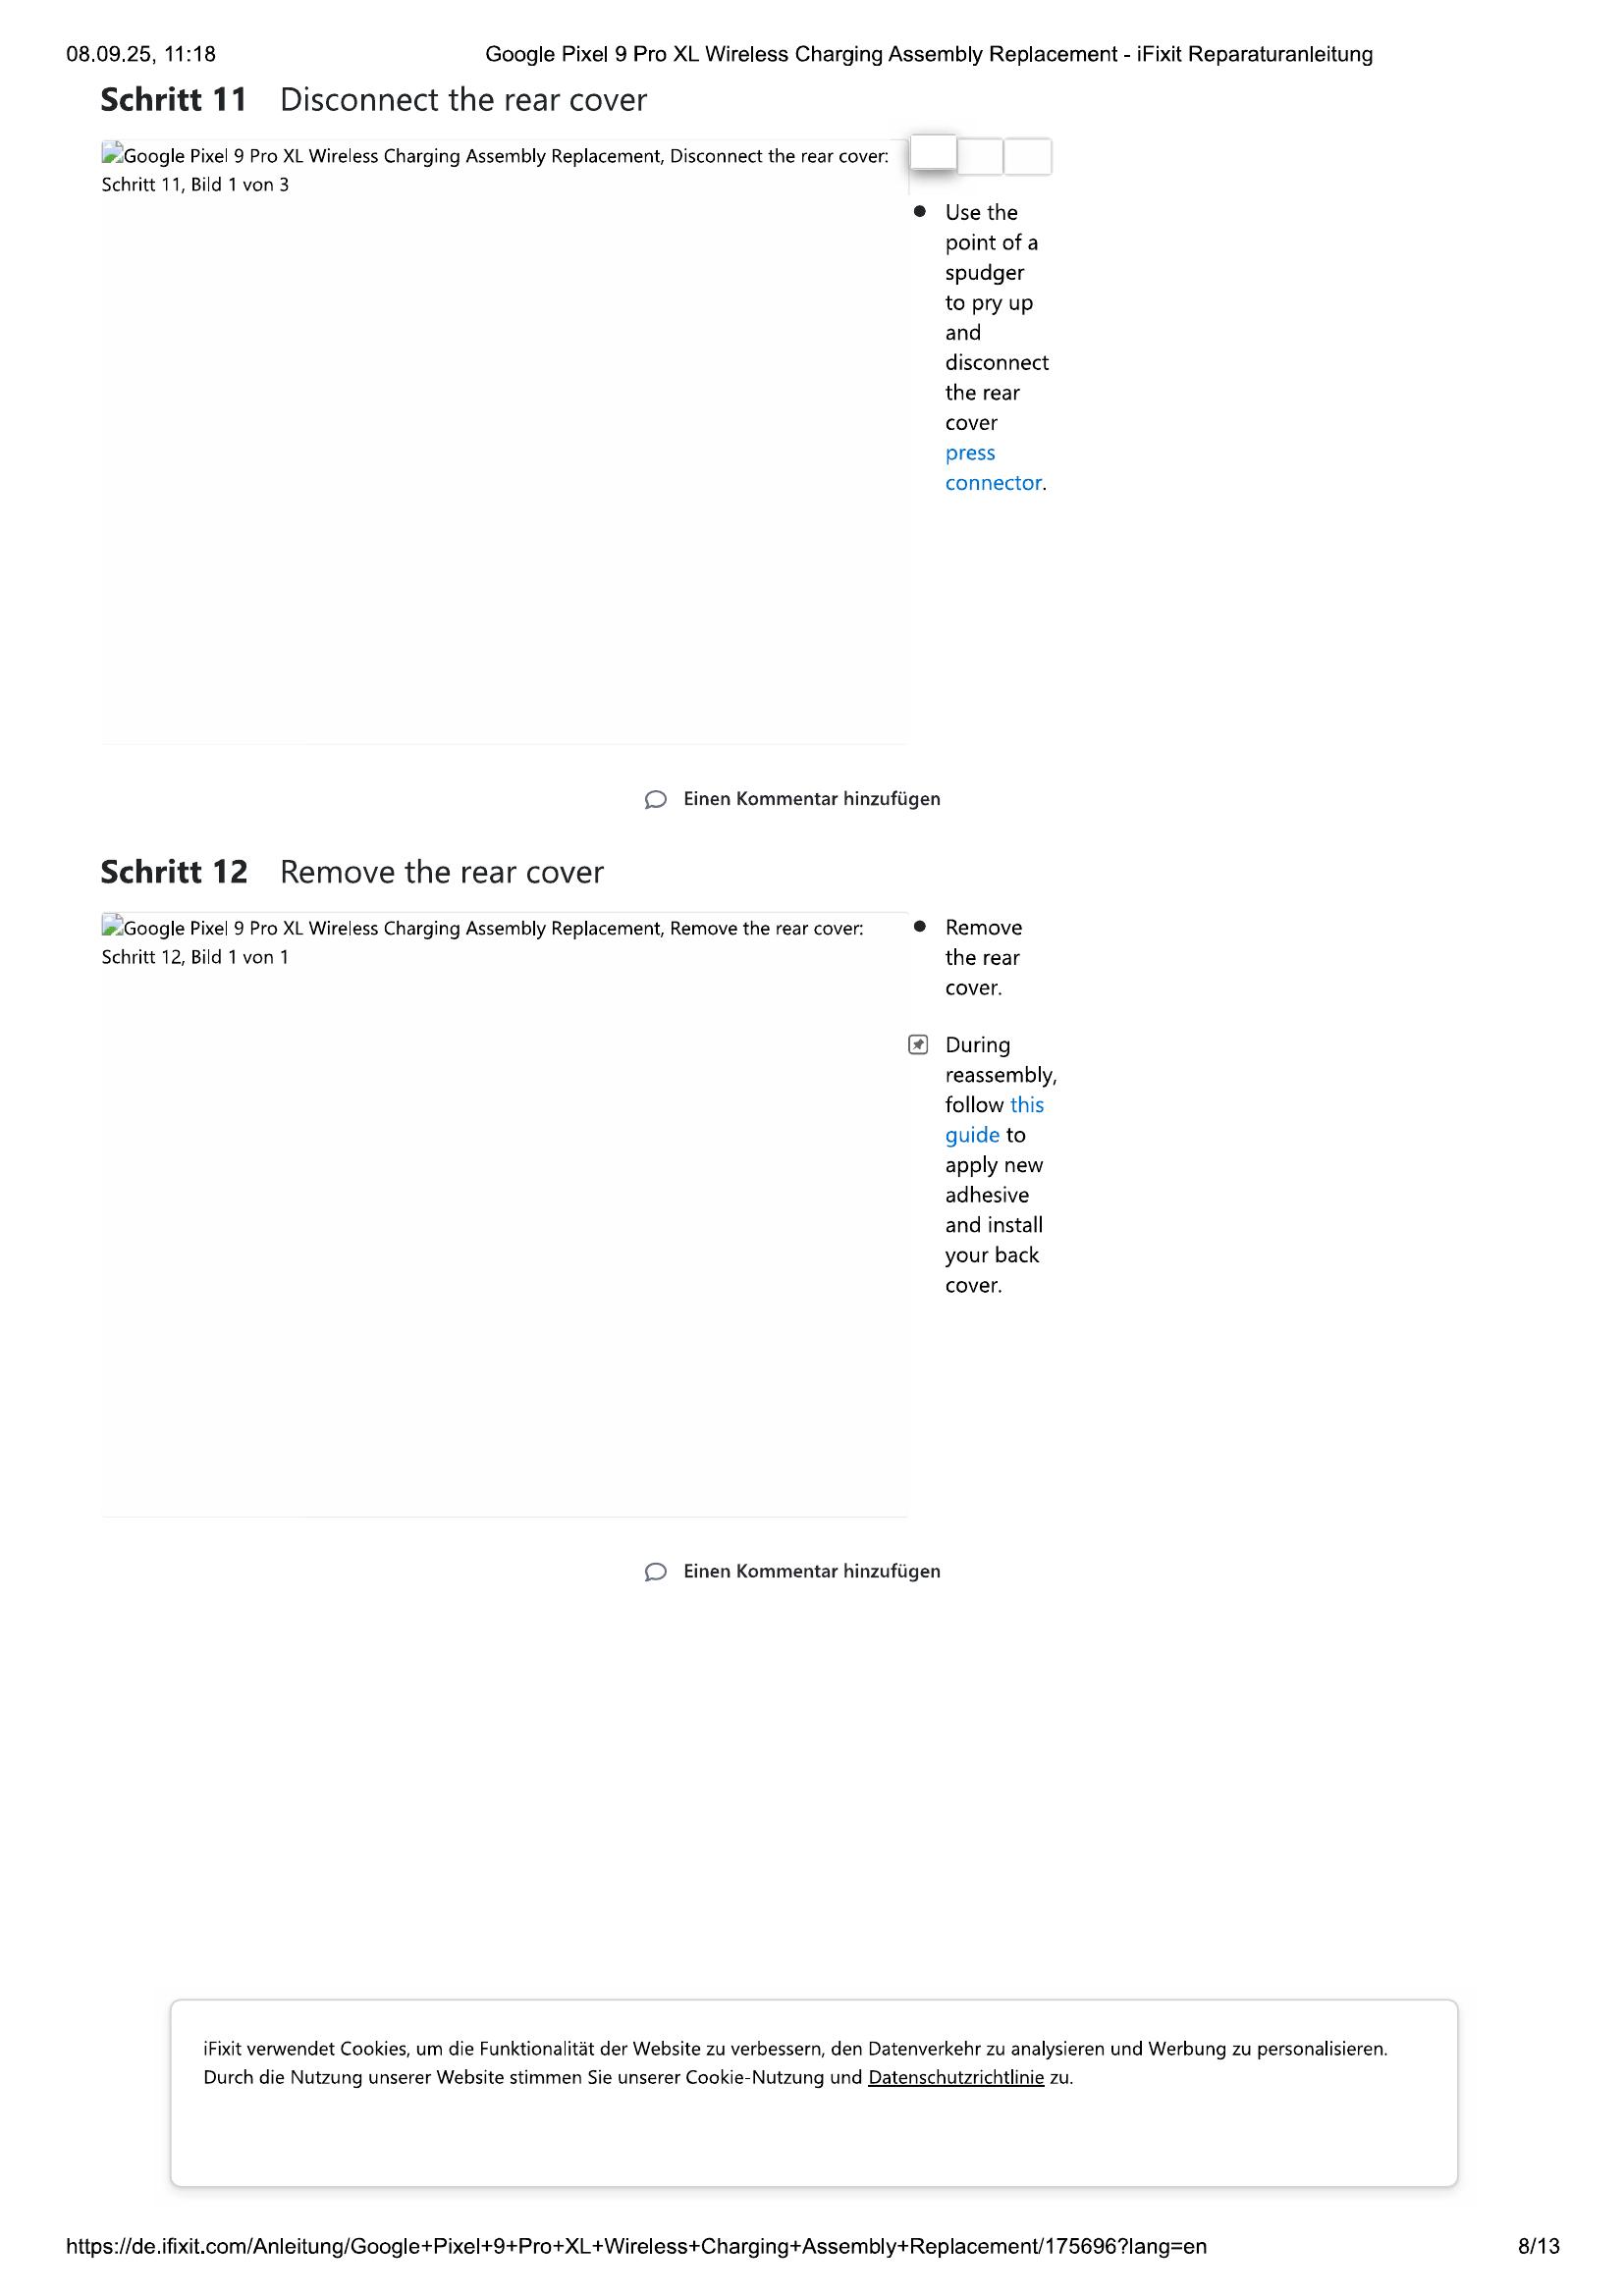 08.09.25, 11:18
Google Pixel 9 Pro XL Wireless Charging Assembly Replacement - iFixit Reparaturanleitung
Schritt 11 Disconnect the rear cover
Google Pixel 9 Pro XL Wireless Charging Assembly Replacement, Disconnect the rear cover:
Schritt 11, Bild 1 von 3
Use the
point of a
spudger
to pry up
and
disconnect
the rear
cover
press
connector.
Einen Kommentar hinzufügen
Schritt 12 Remove the rear cover
Google Pixel 9 Pro XL Wireless Charging Assembly Replacement, Remove the rear cover:
Schritt 12, Bild 1 von 1
Remove
the rear
cover.
During
reassembly,
follow this
guide to
apply new
adhesive
and install
your back
cover.
Einen Kommentar hinzufügen
iFixit verwendet Cookies, um die Funktionalität der Website zu verbessern, den Datenverkehr zu analysieren und Werbung zu personalisieren.
Durch die Nutzung unserer Website stimmen Sie unserer Cookie-Nutzung und Datenschutzrichtlinie zu.
https://de.ifixit.com/Anleitung/Google+Pixel+9+Pro+XL+Wireless+Charging+Assembly+Replacement/175696?lang=en
8/13